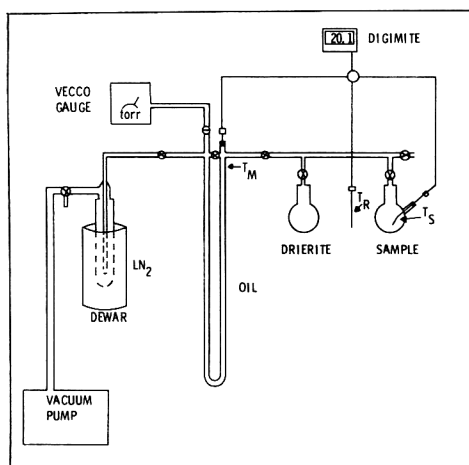 20.1
DIGIMITE
VECCO
GAUGE
torr
T_M
T_R
T_S
DRIERITE
SAMPLE
LN_2
OIL
DEWAR
VACUUM
PUMP